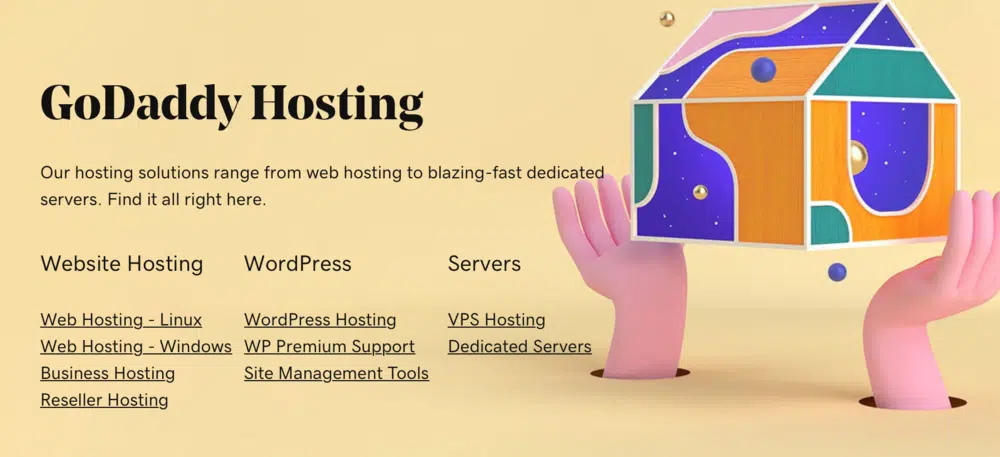 GoDaddy Hosting
Our hosting solutions range from web hosting to blazing-fast dedicated
servers. Find it all right here.
Website Hosting
Web Hosting - Linux
Web Hosting - Windows
Business Hosting
Reseller Hosting
WordPress
WordPress Hosting
WP Premium Support
Site Management Tools
Servers
VPS Hosting
Dedicated Servers